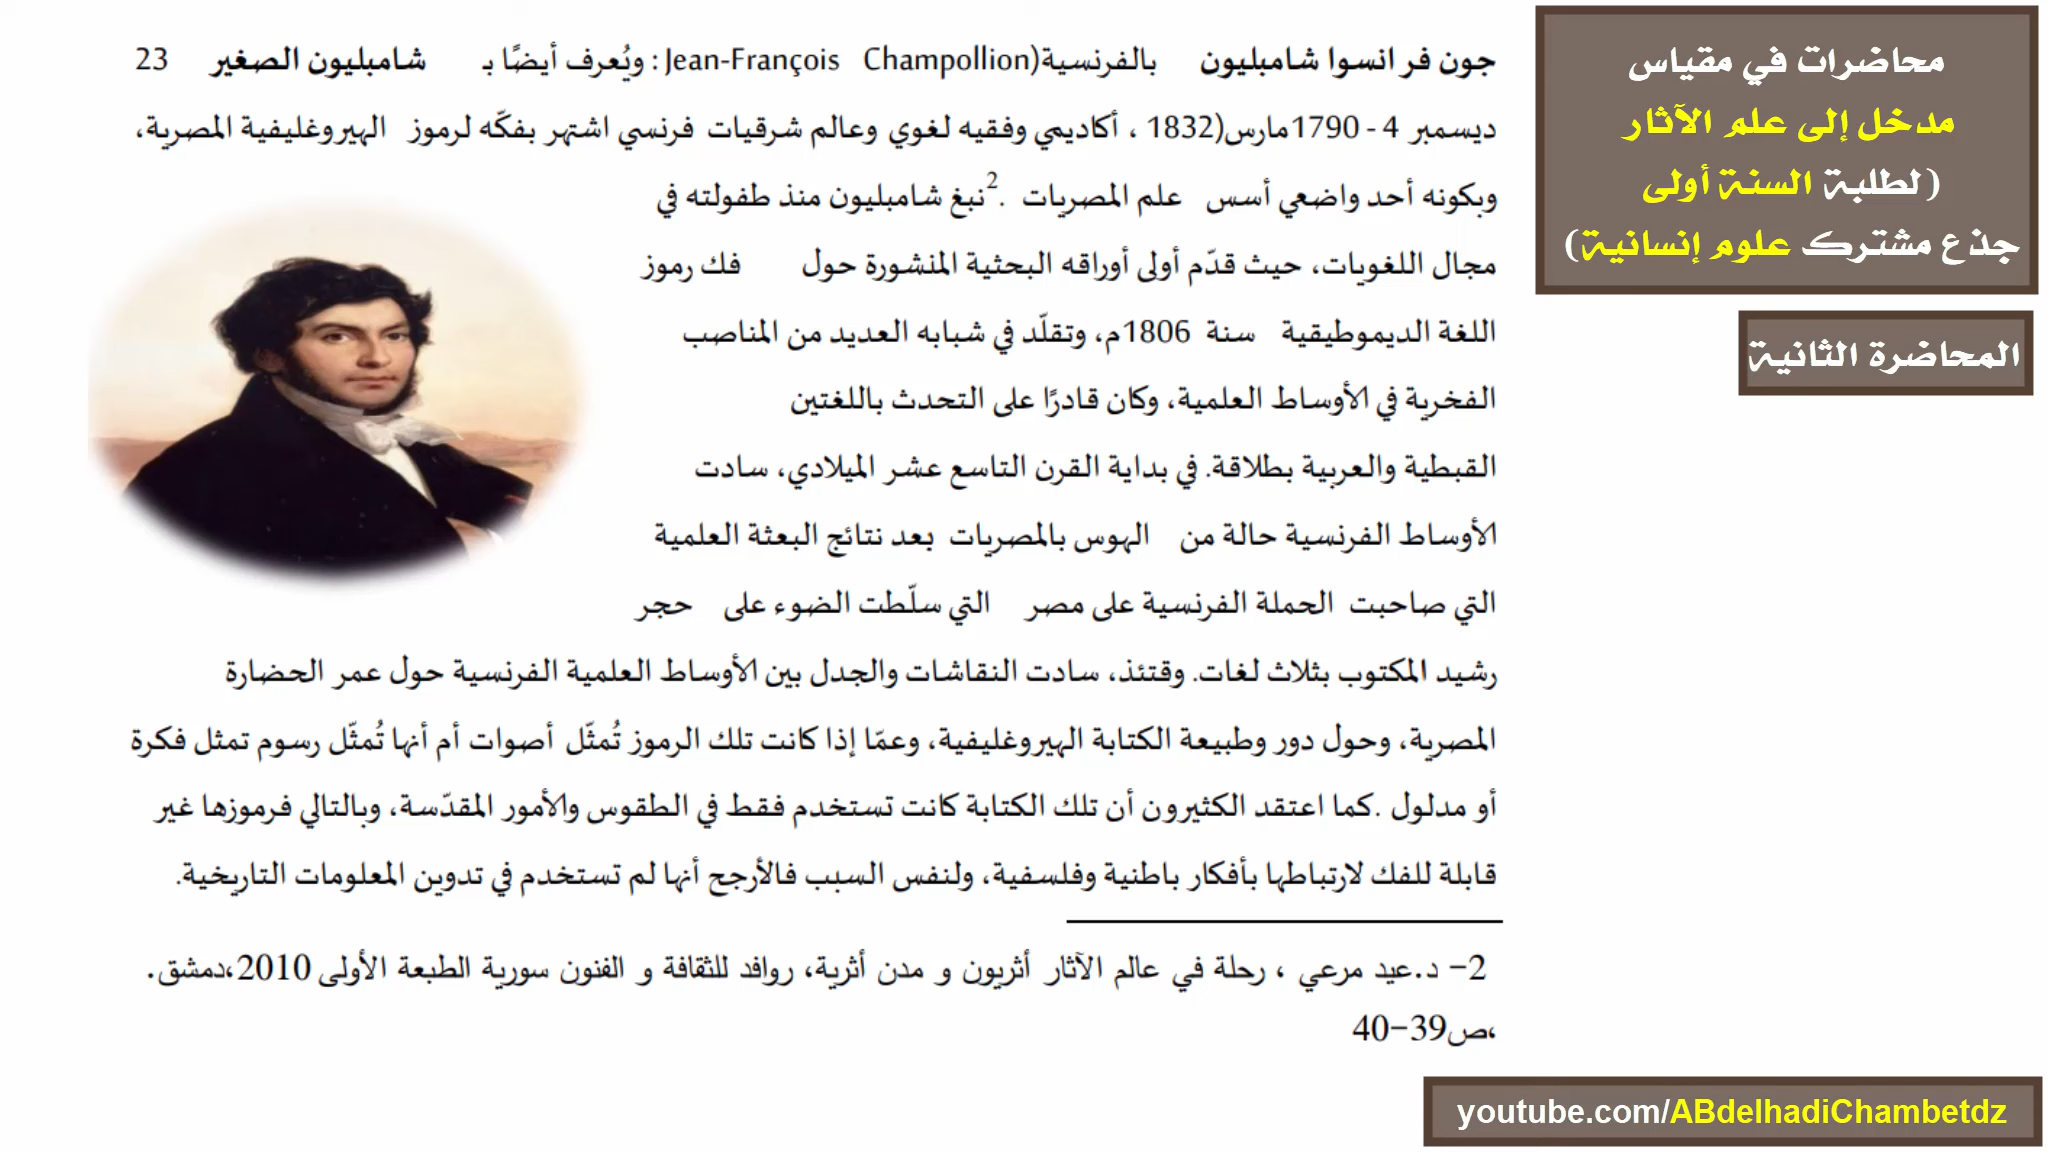 جون فرانسوا شامبليون بالفرنسية(Jean-François Champollion : ويُعرف أيضًا بـ شامبليون الصغير 23
ديسمبر 1790 - 4 مارس(1832 ، أكاديمي وفقيه لغوي وعالم شرقيات فرنسي اشتهر بفكّه لرموز الهيروغليفية المصرية،
وبكونه أحد واضعي أسس علم المصريات .2نبغ شامبليون منذ طفولته في
مجال اللغويات، حيث قدّم أولى أوراقه البحثية المنشورة حول فك رموز
اللغة الديموطيقية سنة 1806م، وتقلّد في شبابه العديد من المناصب
الفخرية في الأوساط العلمية، وكان قادرًا على التحدث باللغتين
القبطية والعربية بطلاقة. في بداية القرن التاسع عشر الميلادي، سادت
الأوساط الفرنسية حالة من الهوس بالمصريات بعد نتائج البعثة العلمية
التي صاحبت الحملة الفرنسية على مصر التي سلّطت الضوء على حجر
رشيد المكتوب بثلاث لغات. وقتئذ، سادت النقاشات والجدل بين الأوساط العلمية الفرنسية حول عمر الحضارة
المصرية، وحول دور وطبيعة الكتابة الهيروغليفية، وعمّا إذا كانت تلك الرموز تُمثّل أصوات أم أنها تُمثّل رسوم تمثل فكرة
أو مدلول .كما اعتقد الكثيرون أن تلك الكتابة كانت تستخدم فقط في الطقوس والأمور المقدّسة، وبالتالي فرموزها غير
قابلة للفك لارتباطها بأفكار باطنية وفلسفية، ولنفس السبب فالأرجح أنها لم تستخدم في تدوين المعلومات التاريخية.
2- د.عيد مرعي ، رحلة في عالم الآثار أثريون و مدن أثرية، روافد للثقافة و الفنون سورية الطبعة الأولى 2010،دمشق.
،ص39-40
محاضرات في مقياس
مدخل إلى علم الآثار
(لطلبة السنة أولى
جذع مشترك علوم إنسانية)
المحاضرة الثانية
youtube.com/ABdelhadiChambetdz